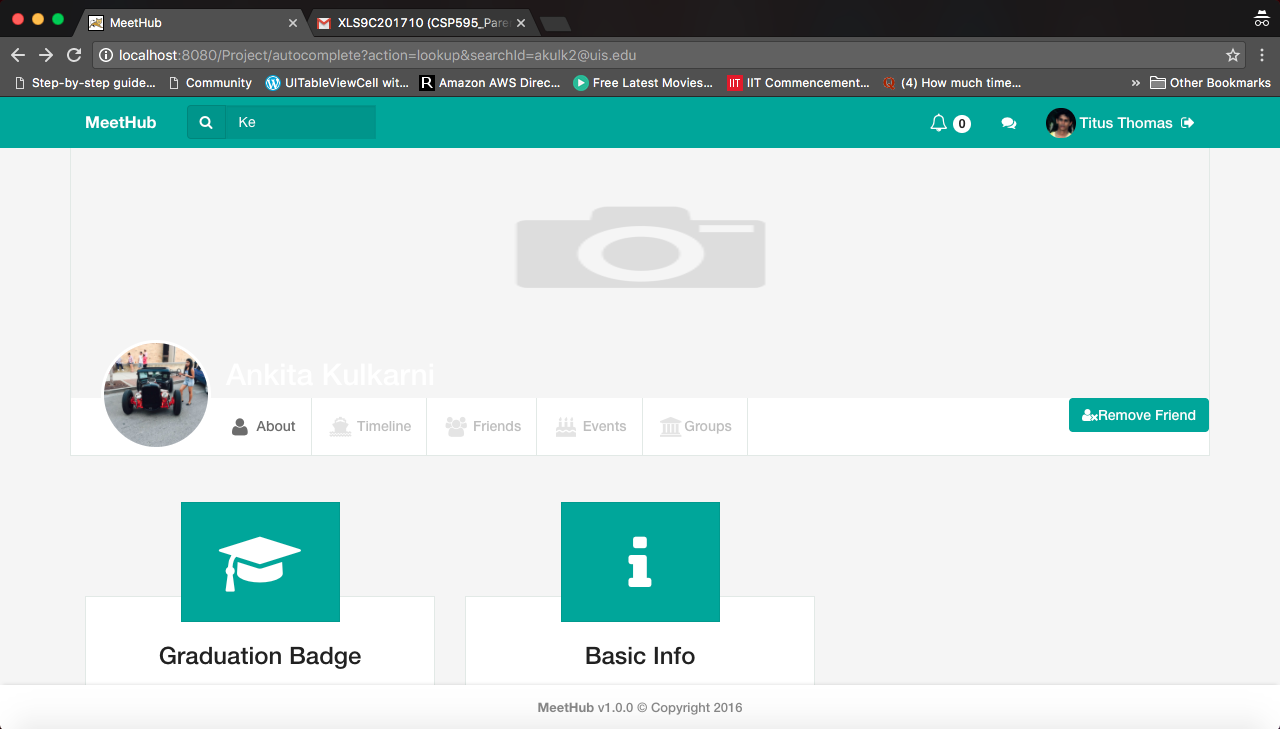 MeetHub
XLS9C201710 (CSP595_Pare
localhost:8080/Project/autocomplete?action=lookup&searchId=akulk2@uis.edu
Step-by-step guide... Community UITableViewCell wit... R Amazon AWS Direc... Free Latest Movies... IIT IIT Commencement... (4) How much time... » Other Bookmarks
MeetHub Ke 0 Titus Thomas
Ankita Kulkarni
About Timeline Friends Events Groups Remove Friend
Graduation Badge Basic Info
MeetHub v1.0.0 © Copyright 2016